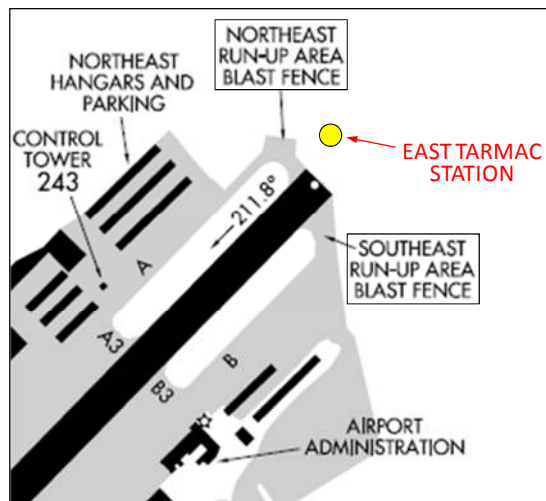 NORTHEAST
RUN-UP AREA
BLAST FENCE
NORTHEAST
HANGARS AND
PARKING
CONTROL
TOWER
243
EAST TARMAC
STATION
211.8°
SOUTHEAST
RUN-UP AREA
BLAST FENCE
A
A3
B
B3
AIRPORT
ADMINISTRATION